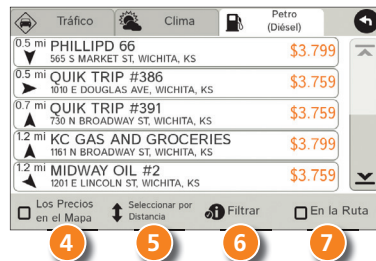 Tráfico
Clima
Petro
(Diésel)
0.5 mi PHILLIPD 66 $3.799
565 S MARKET ST, WICHITA, KS
0.5 mi QUIK TRIP #386 $3.759
1010 E DOUGLAS AVE, WICHITA, KS
0.7 mi QUIK TRIP #391 $3.759
730 N BROADWAY ST, WICHITA, KS
1.2 mi KC GAS AND GROCERIES $3.799
1161 N BROADWAY ST, WICHITA, KS
1.2 mi MIDWAY OIL #2 $3.759
1201 E LINCOLN ST, WICHITA, KS
Los Precios
en el Mapa
Seleccionar por
Distancia
Filtrar
En la Ruta
4 5 6 7